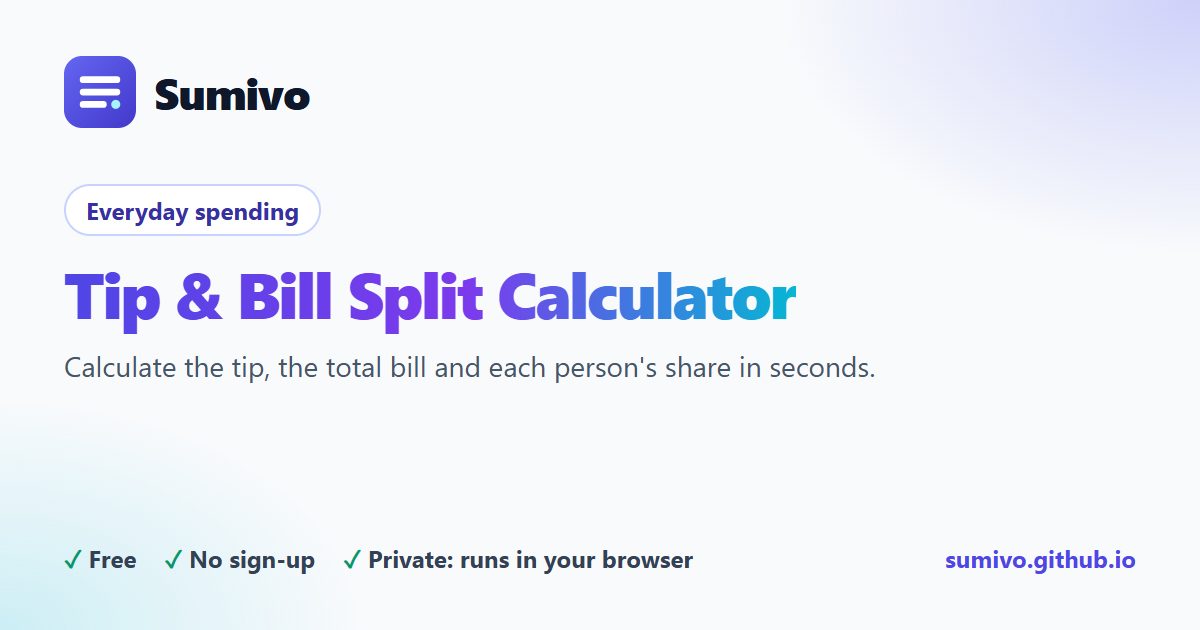 Sumivo
Everyday spending
Tip & Bill Split Calculator
Calculate the tip, the total bill and each person's share in seconds.
✓ Free ✓ No sign-up ✓ Private: runs in your browser
sumivo.github.io